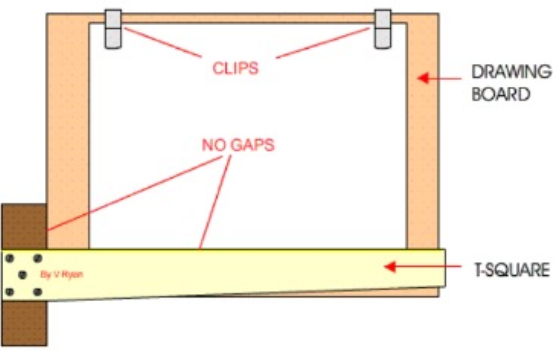 CLIPS
DRAWING
BOARD
NO GAPS
By V Ryan
T-SQUARE